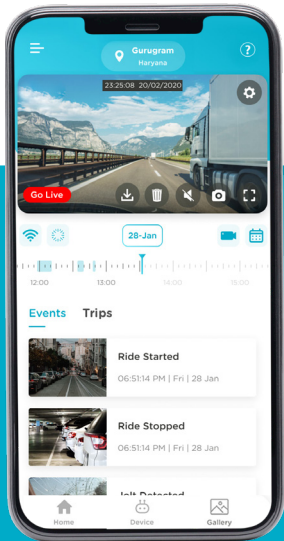 Gurugram
Haryana
?
23:25:08 20/02/2020
Go Live
28-Jan
12:00 13:00 14:00 15:00
Events Trips
Ride Started
06:51:14 PM | Fri | 28 Jan
Ride Stopped
06:51:14 PM | Fri | 28 Jan
Jolt Detected
Home Device Gallery